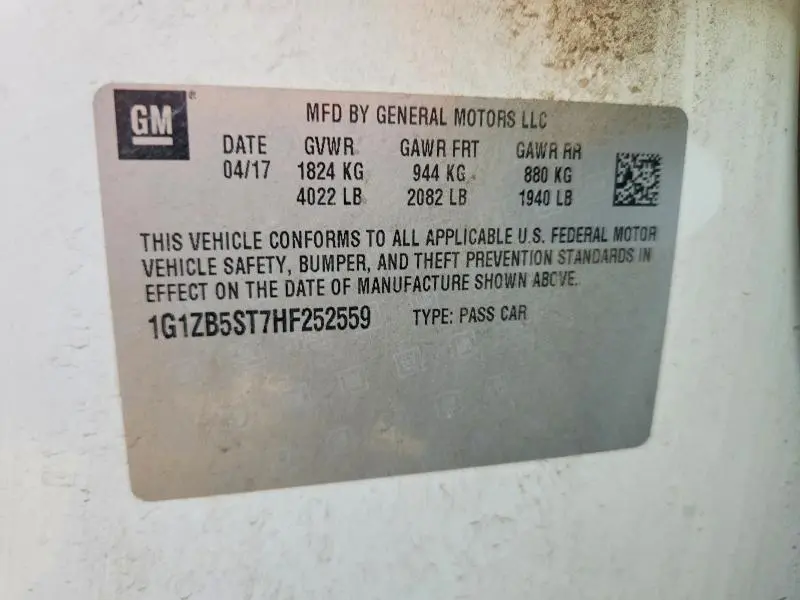 GM
MFD BY GENERAL MOTORS LLC
DATE GVWR GAWR FRT GAWR RR
04/17 1824 KG 944 KG 880 KG
4022 LB 2082 LB 1940 LB
THIS VEHICLE CONFORMS TO ALL APPLICABLE U.S. FEDERAL MOTOR
VEHICLE SAFETY, BUMPER, AND THEFT PREVENTION STANDARDS IN
EFFECT ON THE DATE OF MANUFACTURE SHOWN ABOVE.
1G1ZB5ST7HF252559 TYPE: PASS CAR